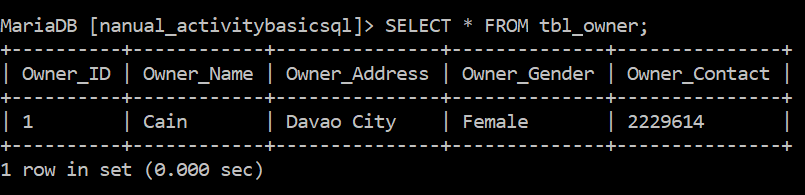 MariaDB [nanual_activitybasicsql]> SELECT * FROM tbl_owner;
+----------+------------+---------------+--------------+---------------+
| Owner_ID | Owner_Name | Owner_Address | Owner_Gender | Owner_Contact |
+----------+------------+---------------+--------------+---------------+
| 1        | Cain       | Davao City    | Female       | 2229614       |
+----------+------------+---------------+--------------+---------------+
1 row in set (0.000 sec)